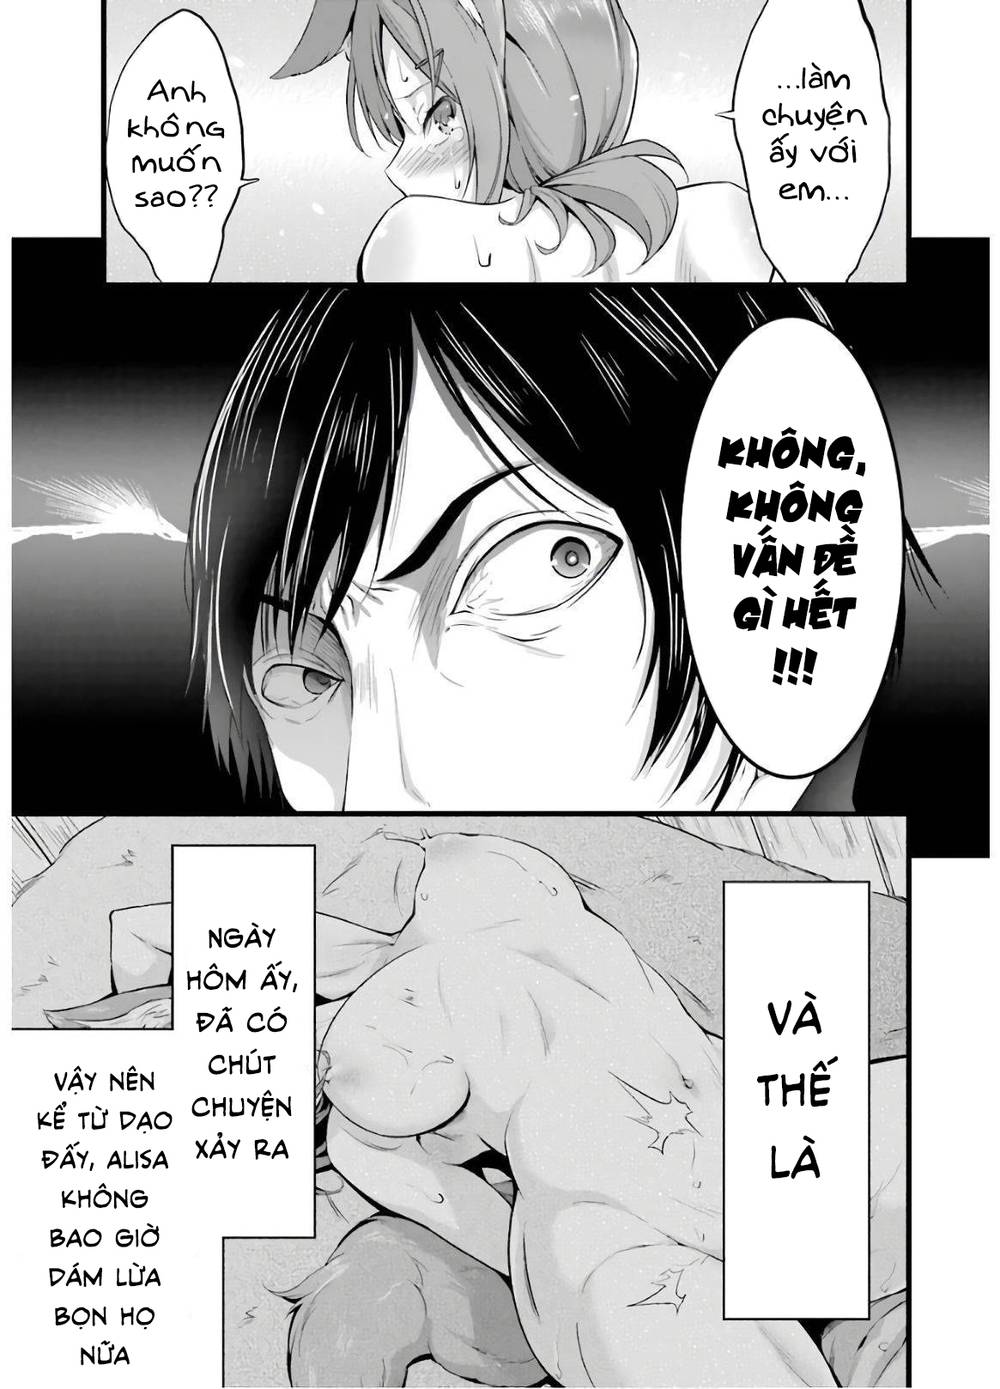 ...làm
chuyện
ấy với
em...
Anh
không
muốn
sao??
KHÔNG,
KHÔNG
VẤN ĐỀ
GÌ HẾT
!!!
VÀ
THẾ
LÀ
NGÀY
HÔM ẤY,
ĐÃ CÓ
CHÚT
CHUYỆN
XẢY RA
VẬY NÊN
KỂ TỪ DẠO
ĐẤY, ALISA
KHÔNG
BAO GIỜ
DÁM LỪA
BỌN HỌ
NỮA